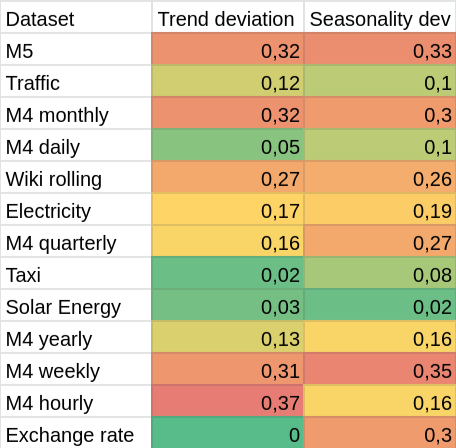 Dataset Trend deviation Seasonality dev
M5 0,32 0,33
Traffic 0,12 0,1
M4 monthly 0,32 0,3
M4 daily 0,05 0,1
Wiki rolling 0,27 0,26
Electricity 0,17 0,19
M4 quarterly 0,16 0,27
Taxi 0,02 0,08
Solar Energy 0,03 0,02
M4 yearly 0,13 0,16
M4 weekly 0,31 0,35
M4 hourly 0,37 0,16
Exchange rate 0 0,3